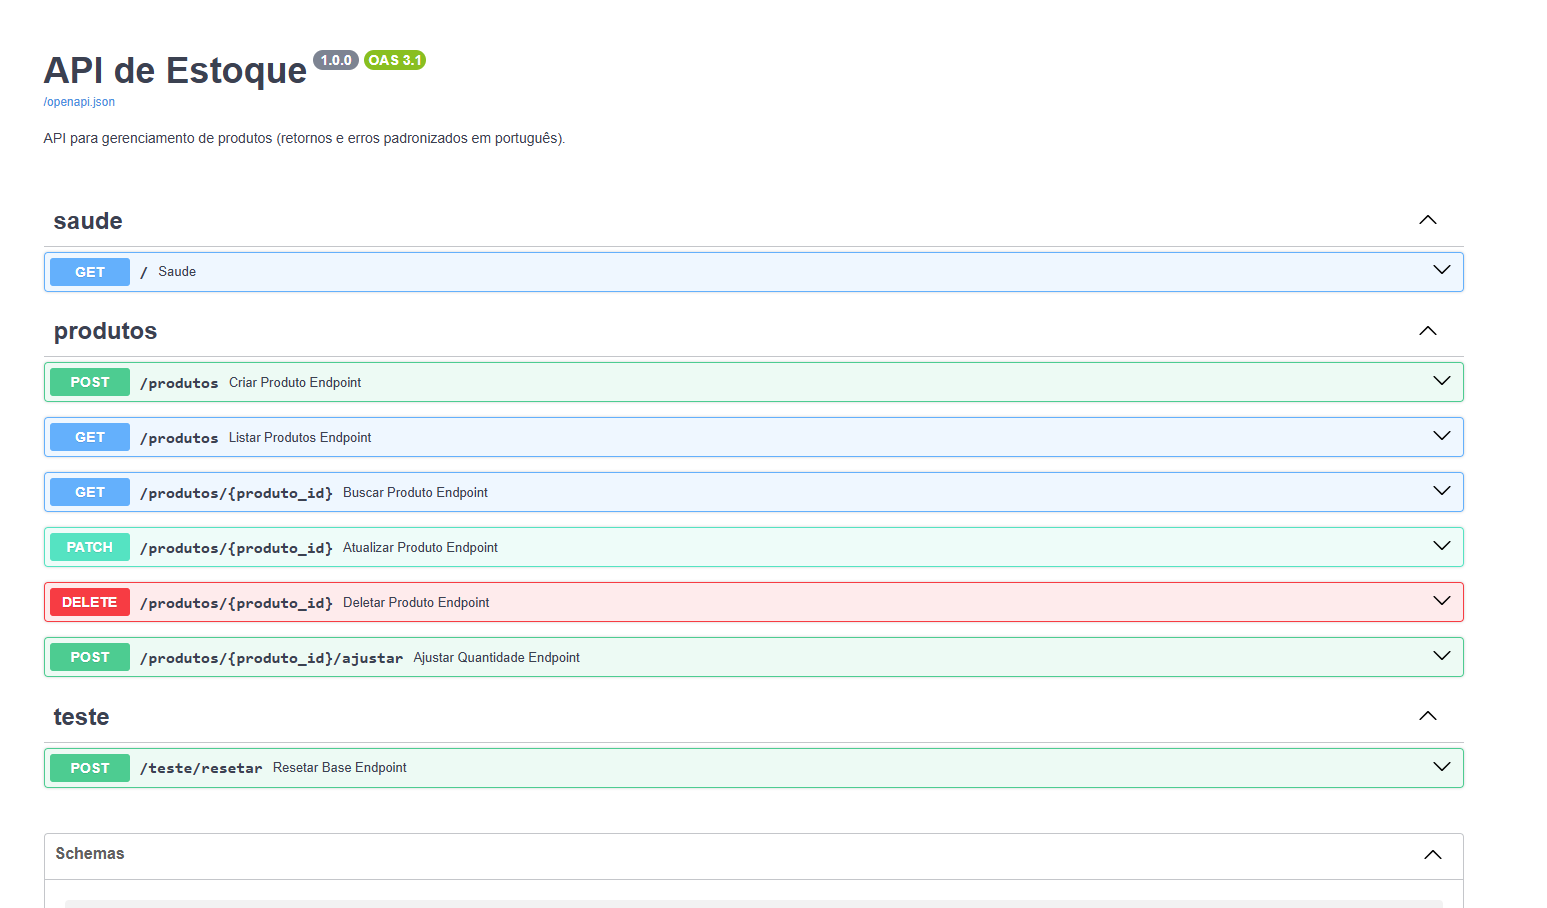 API de Estoque 1.0.0 OAS 3.1
/openapi.json
API para gerenciamento de produtos (retornos e erros padronizados em português).
saude
GET / Saude
produtos
POST /produtos Criar Produto Endpoint
GET /produtos Listar Produtos Endpoint
GET /produtos/{produto_id} Buscar Produto Endpoint
PATCH /produtos/{produto_id} Atualizar Produto Endpoint
DELETE /produtos/{produto_id} Deletar Produto Endpoint
POST /produtos/{produto_id}/ajustar Ajustar Quantidade Endpoint
teste
POST /teste/resetar Resetar Base Endpoint
Schemas